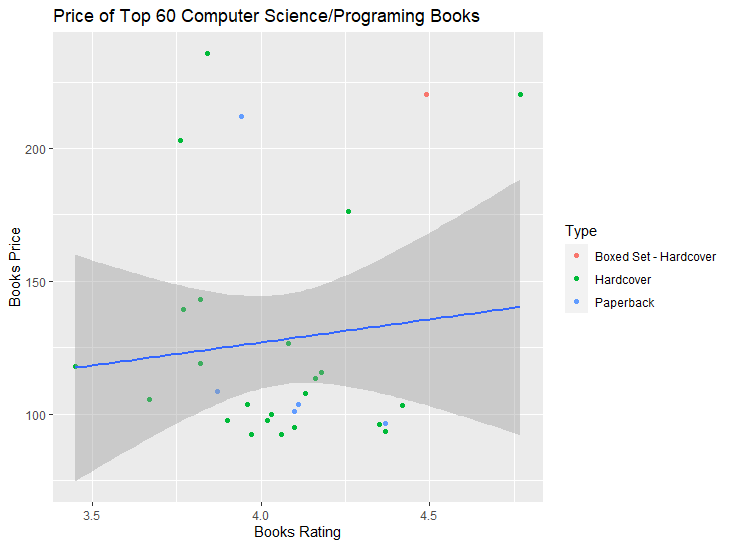 Price of Top 60 Computer Science/Programing Books
Books Price
200
150
100
3.5
4.0
4.5
Books Rating
Type
Boxed Set - Hardcover
Hardcover
Paperback